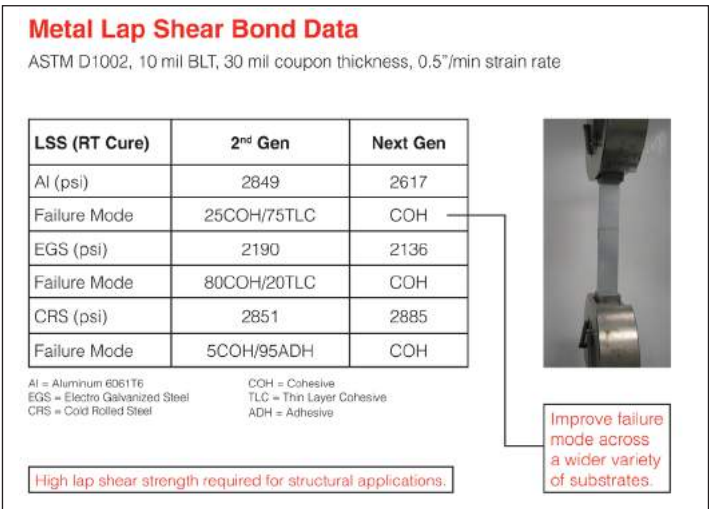 Metal Lap Shear Bond Data
ASTM D1002, 10 mil BLT, 30 mil coupon thickness, 0.5"/min strain rate
LSS (RT Cure) 2nd Gen Next Gen
Al (psi) 2849 2617
Failure Mode 25COH/75TLC COH
EGS (psi) 2190 2136
Failure Mode 80COH/20TLC COH
CRS (psi) 2851 2885
Failure Mode 5COH/95ADH COH
Al = Aluminum 6061T6
EGS = Electro Galvanized Steel
CRS = Cold Rolled Steel
COH = Cohesive
TLC = Thin Layer Cohesive
ADH = Adhesive
Improve failure
mode across
a wider variety
of substrates.
High lap shear strength required for structural applications.